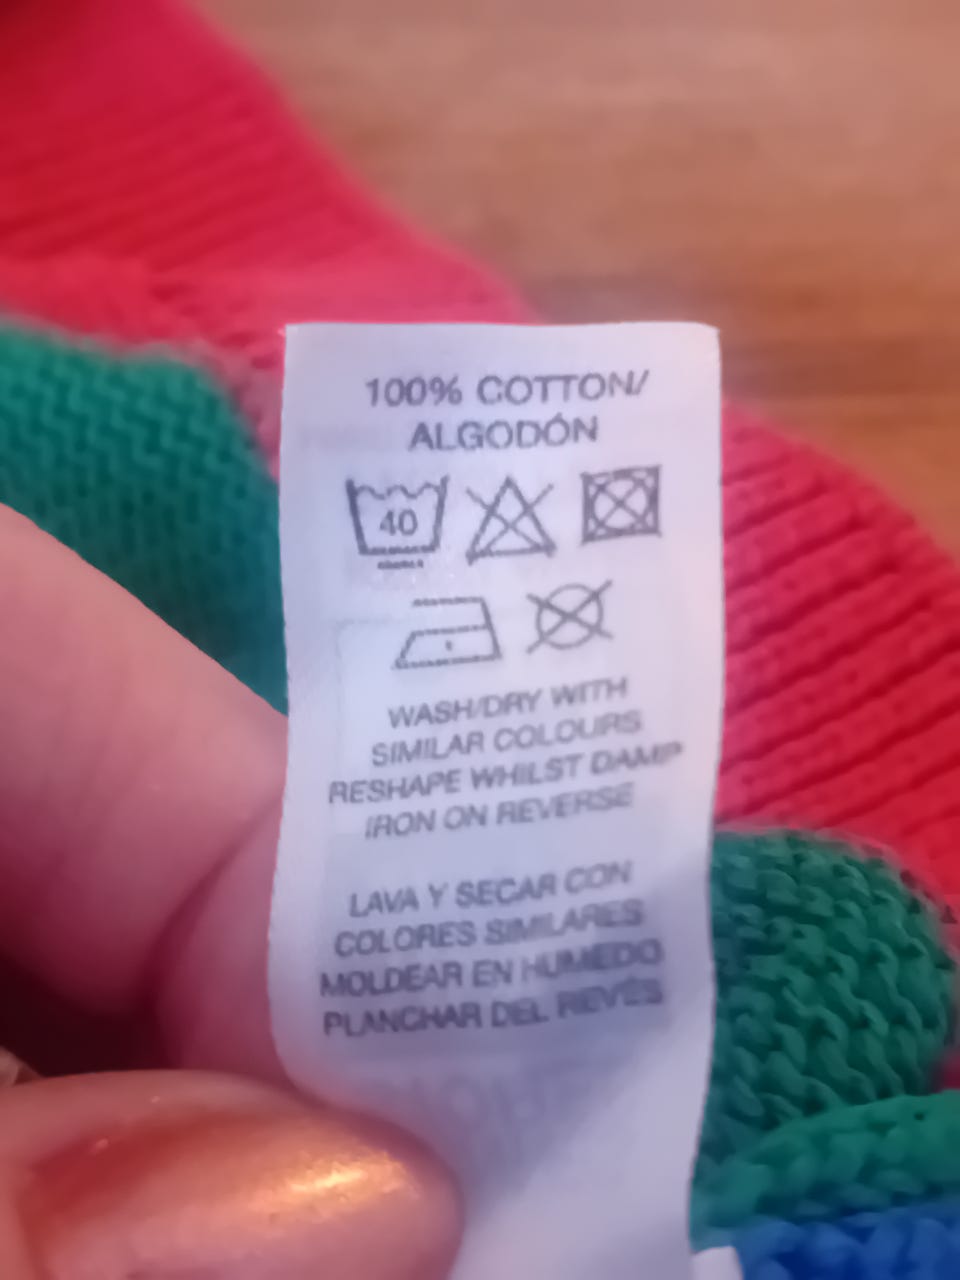 100% COTTON/
ALGODÓN
40
WASH/DRY WITH
SIMILAR COLOURS
RESHAPE WHILST DAMP
IRON ON REVERSE
LAVA Y SECAR CON
COLORES SIMILARES
MOLDEAR EN HUMEDO
PLANCHAR DEL REVÉS